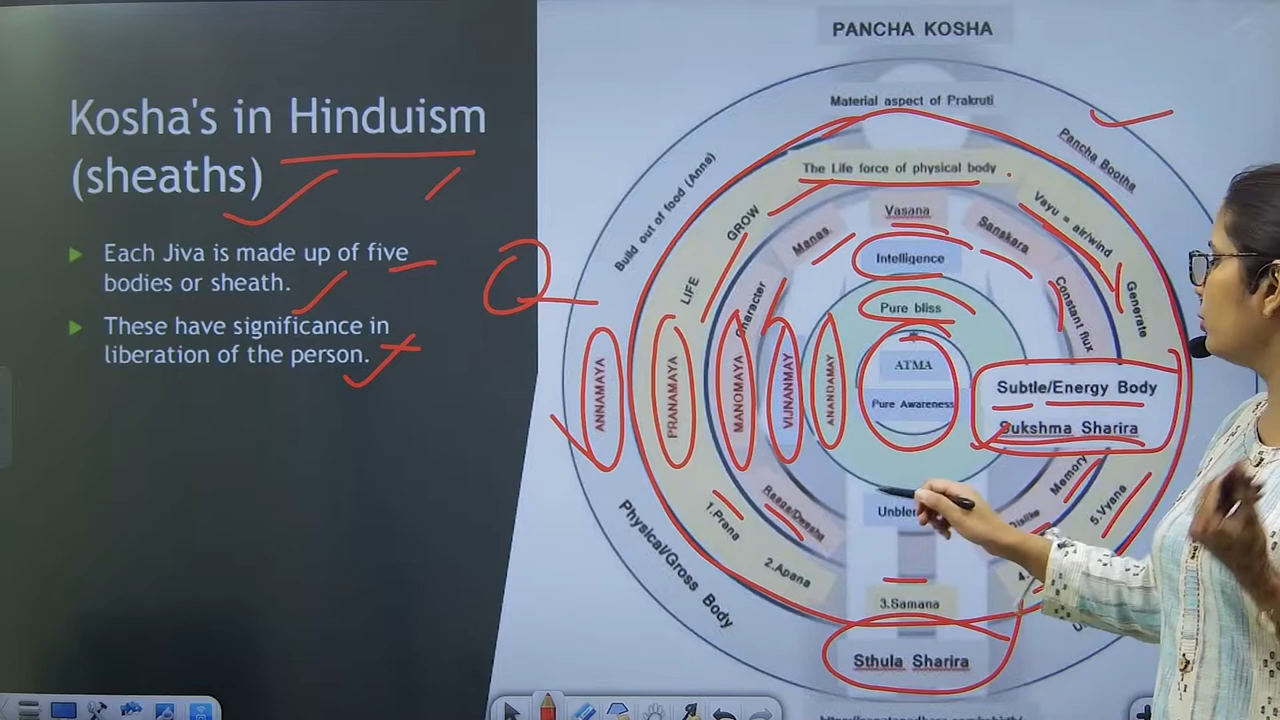 Kosha's in Hinduism
(sheaths)
Each Jiva is made up of five
bodies or sheath.
These have significance in
liberation of the person.
PANCHA KOSHA
Material aspect of Prakruti
Pancha Bootha
Build out of food (Anna)
The Life force of physical body
Vayu = air/wind
GROW
LIFE
Generate
Vasana
Manas
Sanskara
Character
Constant flux
Intelligence
Pure bliss
ATMA
Pure Awareness
ANNAMAYA
PRANAMAYA
MANOMAYA
VIJNANMAY
ANANDAMAY
Subtle/Energy Body
Sukshma Sharira
Memory
Dislike
Raaga/Dwesha
1.Prana
2.Apana
3.Samana
4.
5.Vyana
Physical/Gross Body
Sthula Sharira